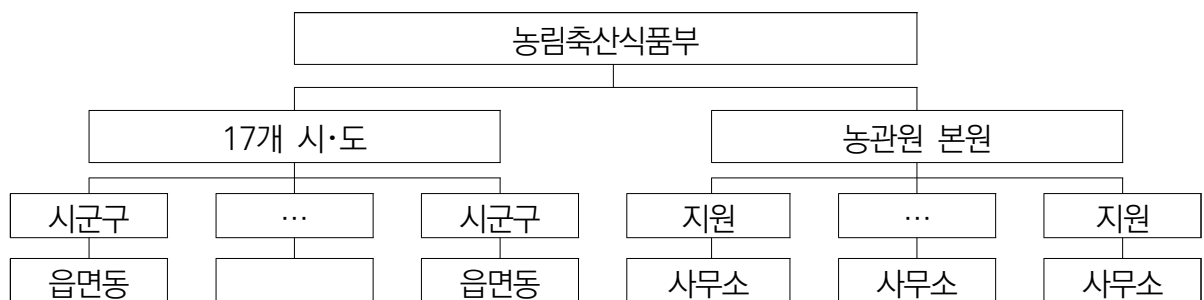 농림축산식품부
17개 시·도 농관원 본원
시군구 … 시군구 지원 … 지원
읍면동 읍면동 사무소 사무소 사무소